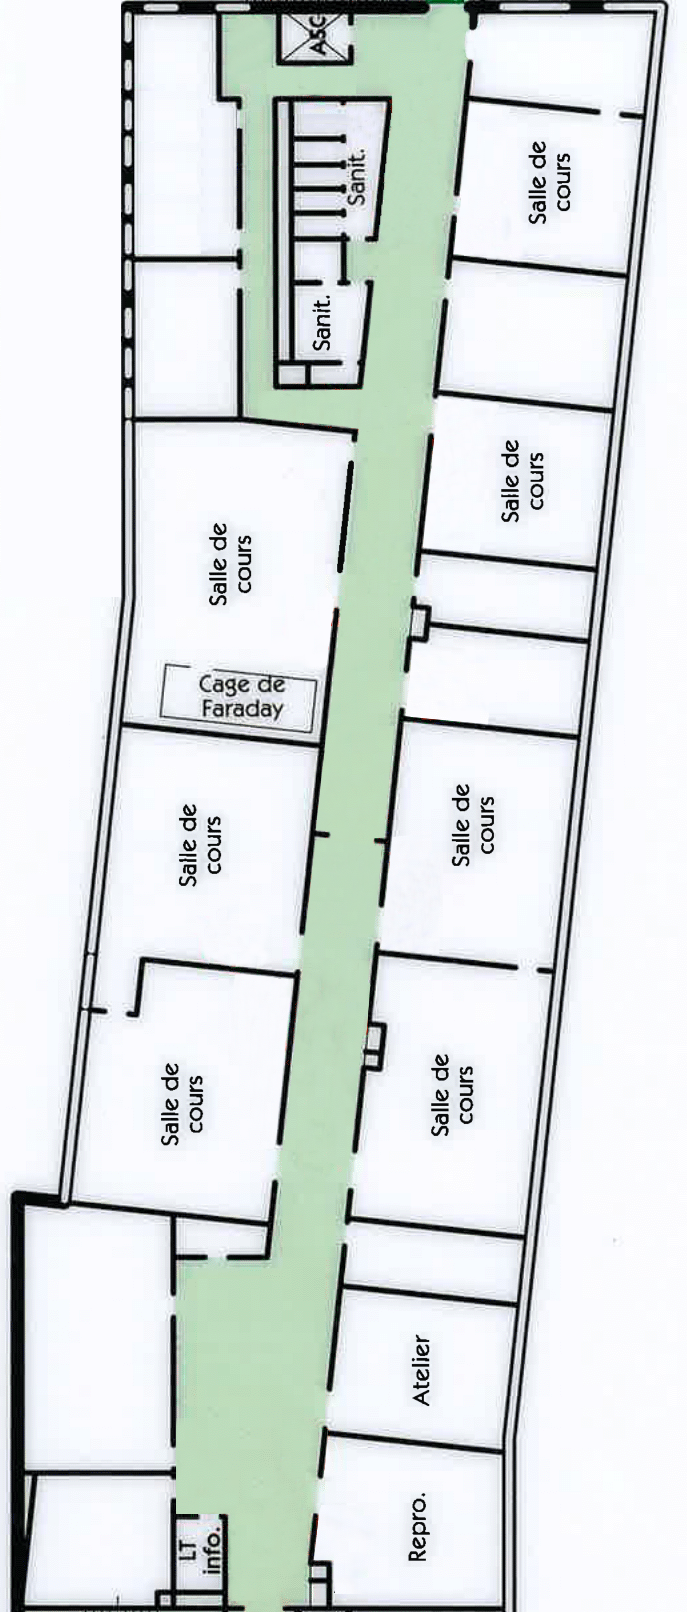 ASC
Sanit.
Salle de
cours
Sanit.
Salle de
cours
Salle de
cours
Cage de
Faraday
Salle de
cours
Salle de
cours
Salle de
cours
Salle de
cours
Atelier
Repro.
LT
info.